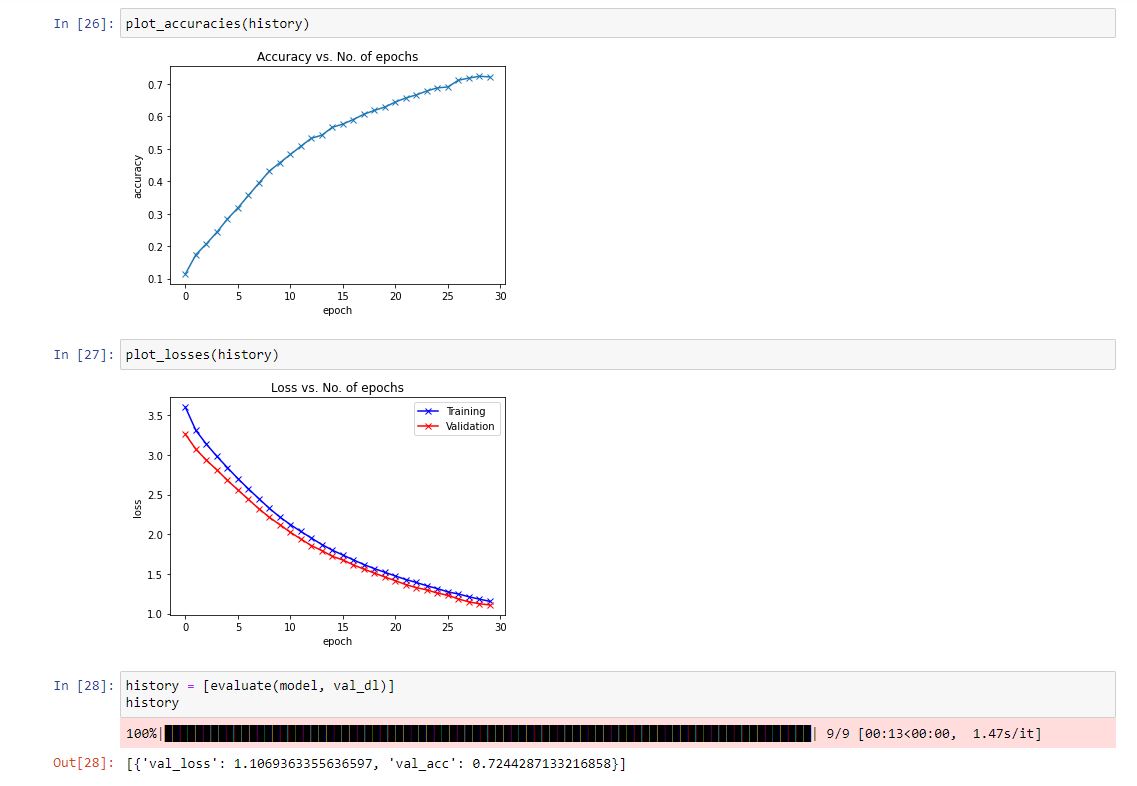 In [26]: plot_accuracies(history)
Accuracy vs. No. of epochs
0.7
0.6
0.5
0.4
0.3
0.2
0.1
accuracy
0 5 10 15 20 25 30
epoch
In [27]: plot_losses(history)
Loss vs. No. of epochs
Training
Validation
3.5
3.0
2.5
2.0
1.5
1.0
loss
0 5 10 15 20 25 30
epoch
In [28]: history = [evaluate(model, val_dl)]
history
100%|██████████| 9/9 [00:13<00:00, 1.47s/it]
Out[28]: [{'val_loss': 1.1069363355636597, 'val_acc': 0.7244287133216858}]